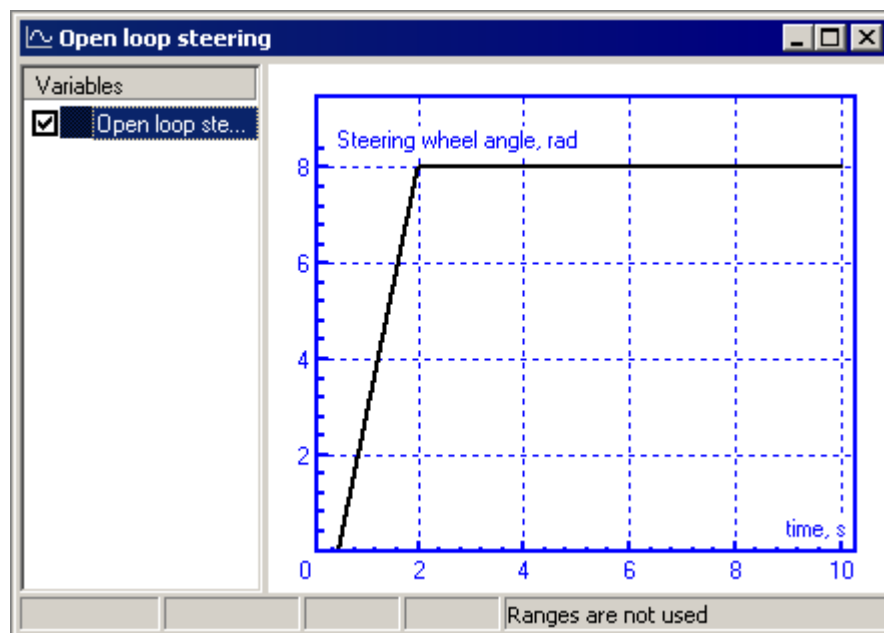 Open loop steering
Variables
Open loop ste...
Steering wheel angle, rad
8
6
4
2
time, s
0 2 4 6 8 10
Ranges are not used